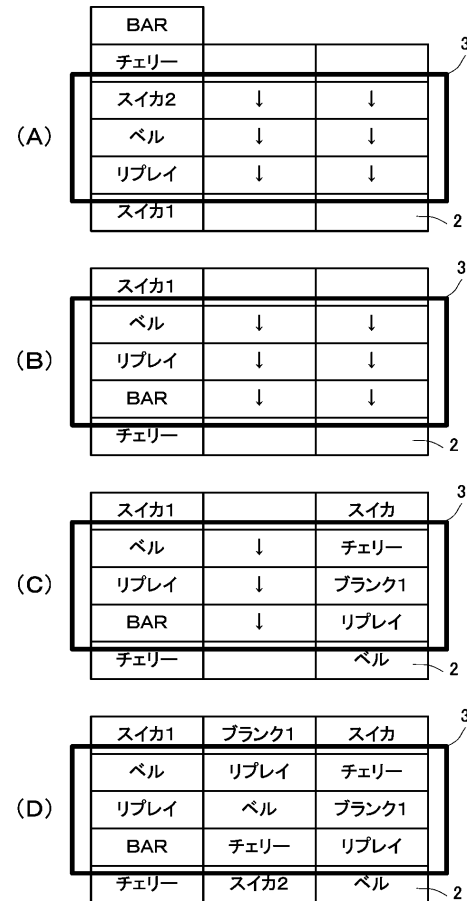 BAR
チェリー
3
スイカ2 ↓ ↓
(A) ベル ↓ ↓
リプレイ ↓ ↓
スイカ1 2
スイカ1
3
ベル ↓ ↓
(B) リプレイ ↓ ↓
BAR ↓ ↓
チェリー 2
スイカ1 スイカ
3
ベル ↓ チェリー
(C) リプレイ ↓ ブランク1
BAR ↓ リプレイ
チェリー ベル 2
スイカ1 ブランク1 スイカ
3
ベル リプレイ チェリー
(D) リプレイ ベル ブランク1
BAR チェリー リプレイ
チェリー スイカ2 ベル 2